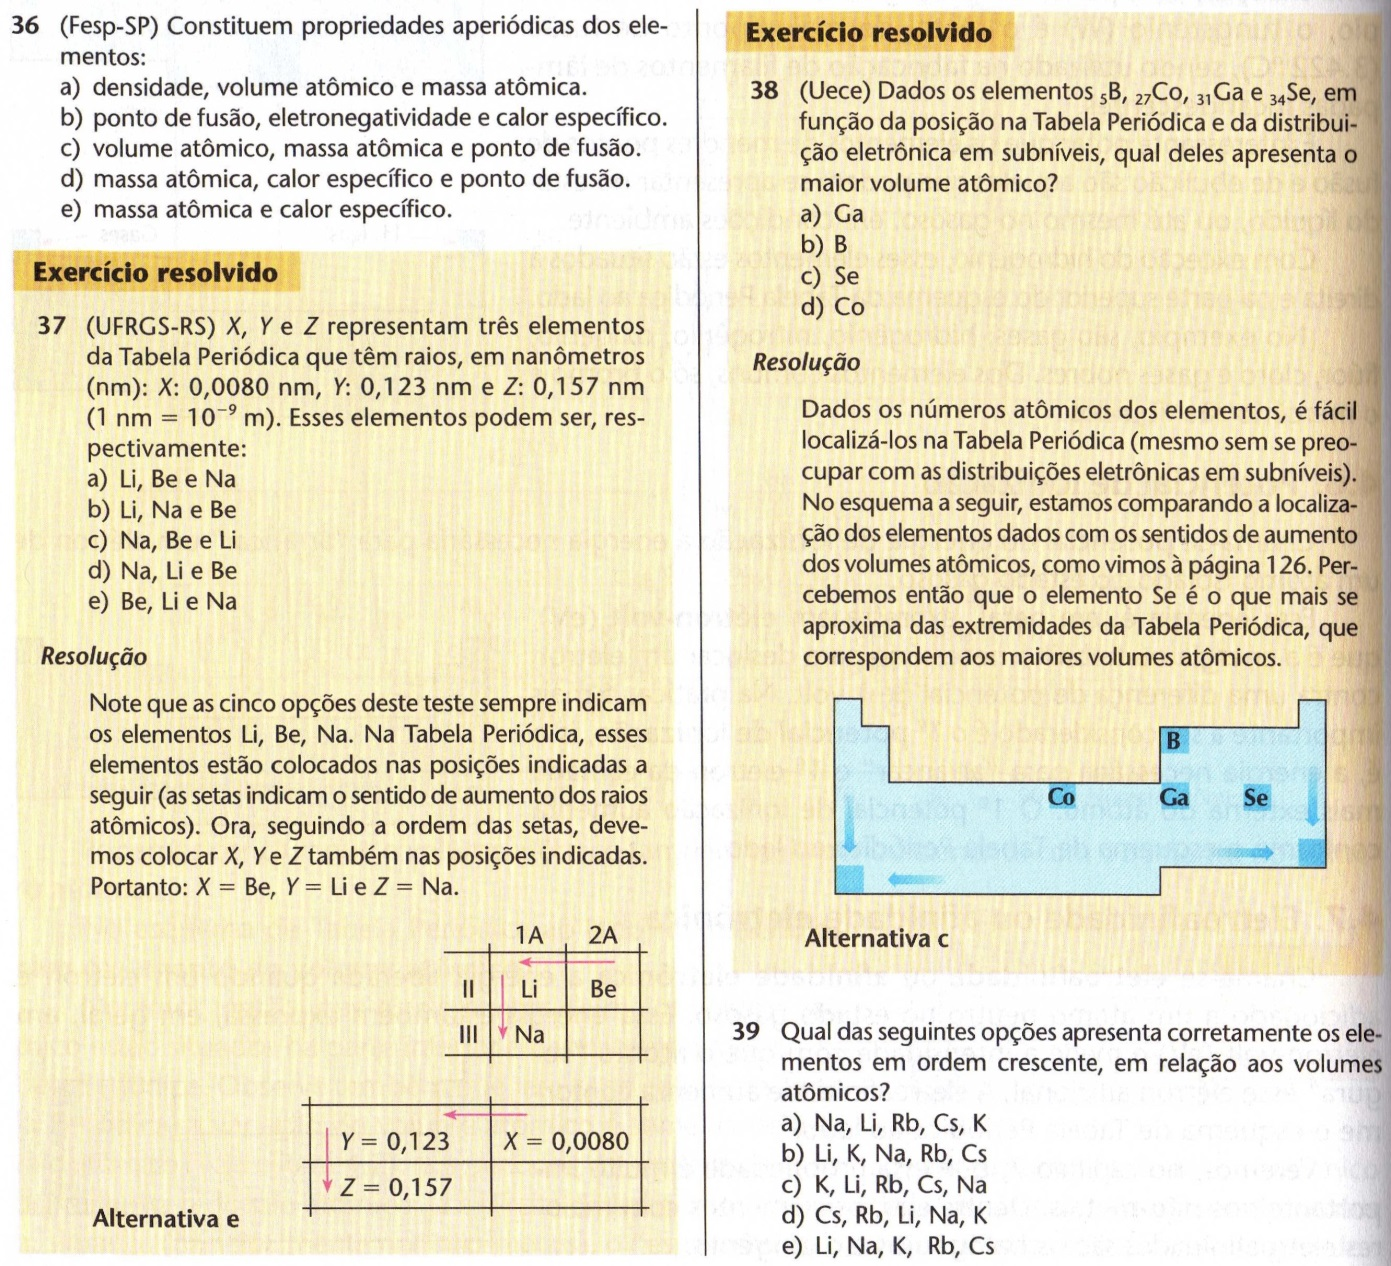 36 (Fesp-SP) Constituem propriedades aperiódicas dos ele-
mentos:
a) densidade, volume atômico e massa atômica.
b) ponto de fusão, eletronegatividade e calor específico.
c) volume atômico, massa atômica e ponto de fusão.
d) massa atômica, calor específico e ponto de fusão.
e) massa atômica e calor específico.
Exercício resolvido
37 (UFRGS-RS) X, Y e Z representam três elementos
da Tabela Periódica que têm raios, em nanômetros
(nm): X: 0,0080 nm, Y: 0,123 nm e Z: 0,157 nm
(1 nm = 10⁻⁹ m). Esses elementos podem ser, res-
pectivamente:
a) Li, Be e Na
b) Li, Na e Be
c) Na, Be e Li
d) Na, Li e Be
e) Be, Li e Na
Resolução
Note que as cinco opções deste teste sempre indicam
os elementos Li, Be, Na. Na Tabela Periódica, esses
elementos estão colocados nas posições indicadas a
seguir (as setas indicam o sentido de aumento dos raios
atômicos). Ora, seguindo a ordem das setas, deve-
mos colocar X, Y e Z também nas posições indicadas.
Portanto: X = Be, Y = Li e Z = Na.
1A 2A
II Li Be
III Na
Y = 0,123 X = 0,0080
Z = 0,157
Alternativa e
Exercício resolvido
38 (Uece) Dados os elementos ₅B, ₂₇Co, ₃₁Ga e ₃₄Se, em
função da posição na Tabela Periódica e da distribui-
ção eletrônica em subníveis, qual deles apresenta o
maior volume atômico?
a) Ga
b) B
c) Se
d) Co
Resolução
Dados os números atômicos dos elementos, é fácil
localizá-los na Tabela Periódica (mesmo sem se preo-
cupar com as distribuições eletrônicas em subníveis).
No esquema a seguir, estamos comparando a localiza-
ção dos elementos dados com os sentidos de aumento
dos volumes atômicos, como vimos à página 126. Per-
cebemos então que o elemento Se é o que mais se
aproxima das extremidades da Tabela Periódica, que
correspondem aos maiores volumes atômicos.
B
Co Ga Se
Alternativa c
39 Qual das seguintes opções apresenta corretamente os ele-
mentos em ordem crescente, em relação aos volumes
atômicos?
a) Na, Li, Rb, Cs, K
b) Li, K, Na, Rb, Cs
c) K, Li, Rb, Cs, Na
d) Cs, Rb, Li, Na, K
e) Li, Na, K, Rb, Cs